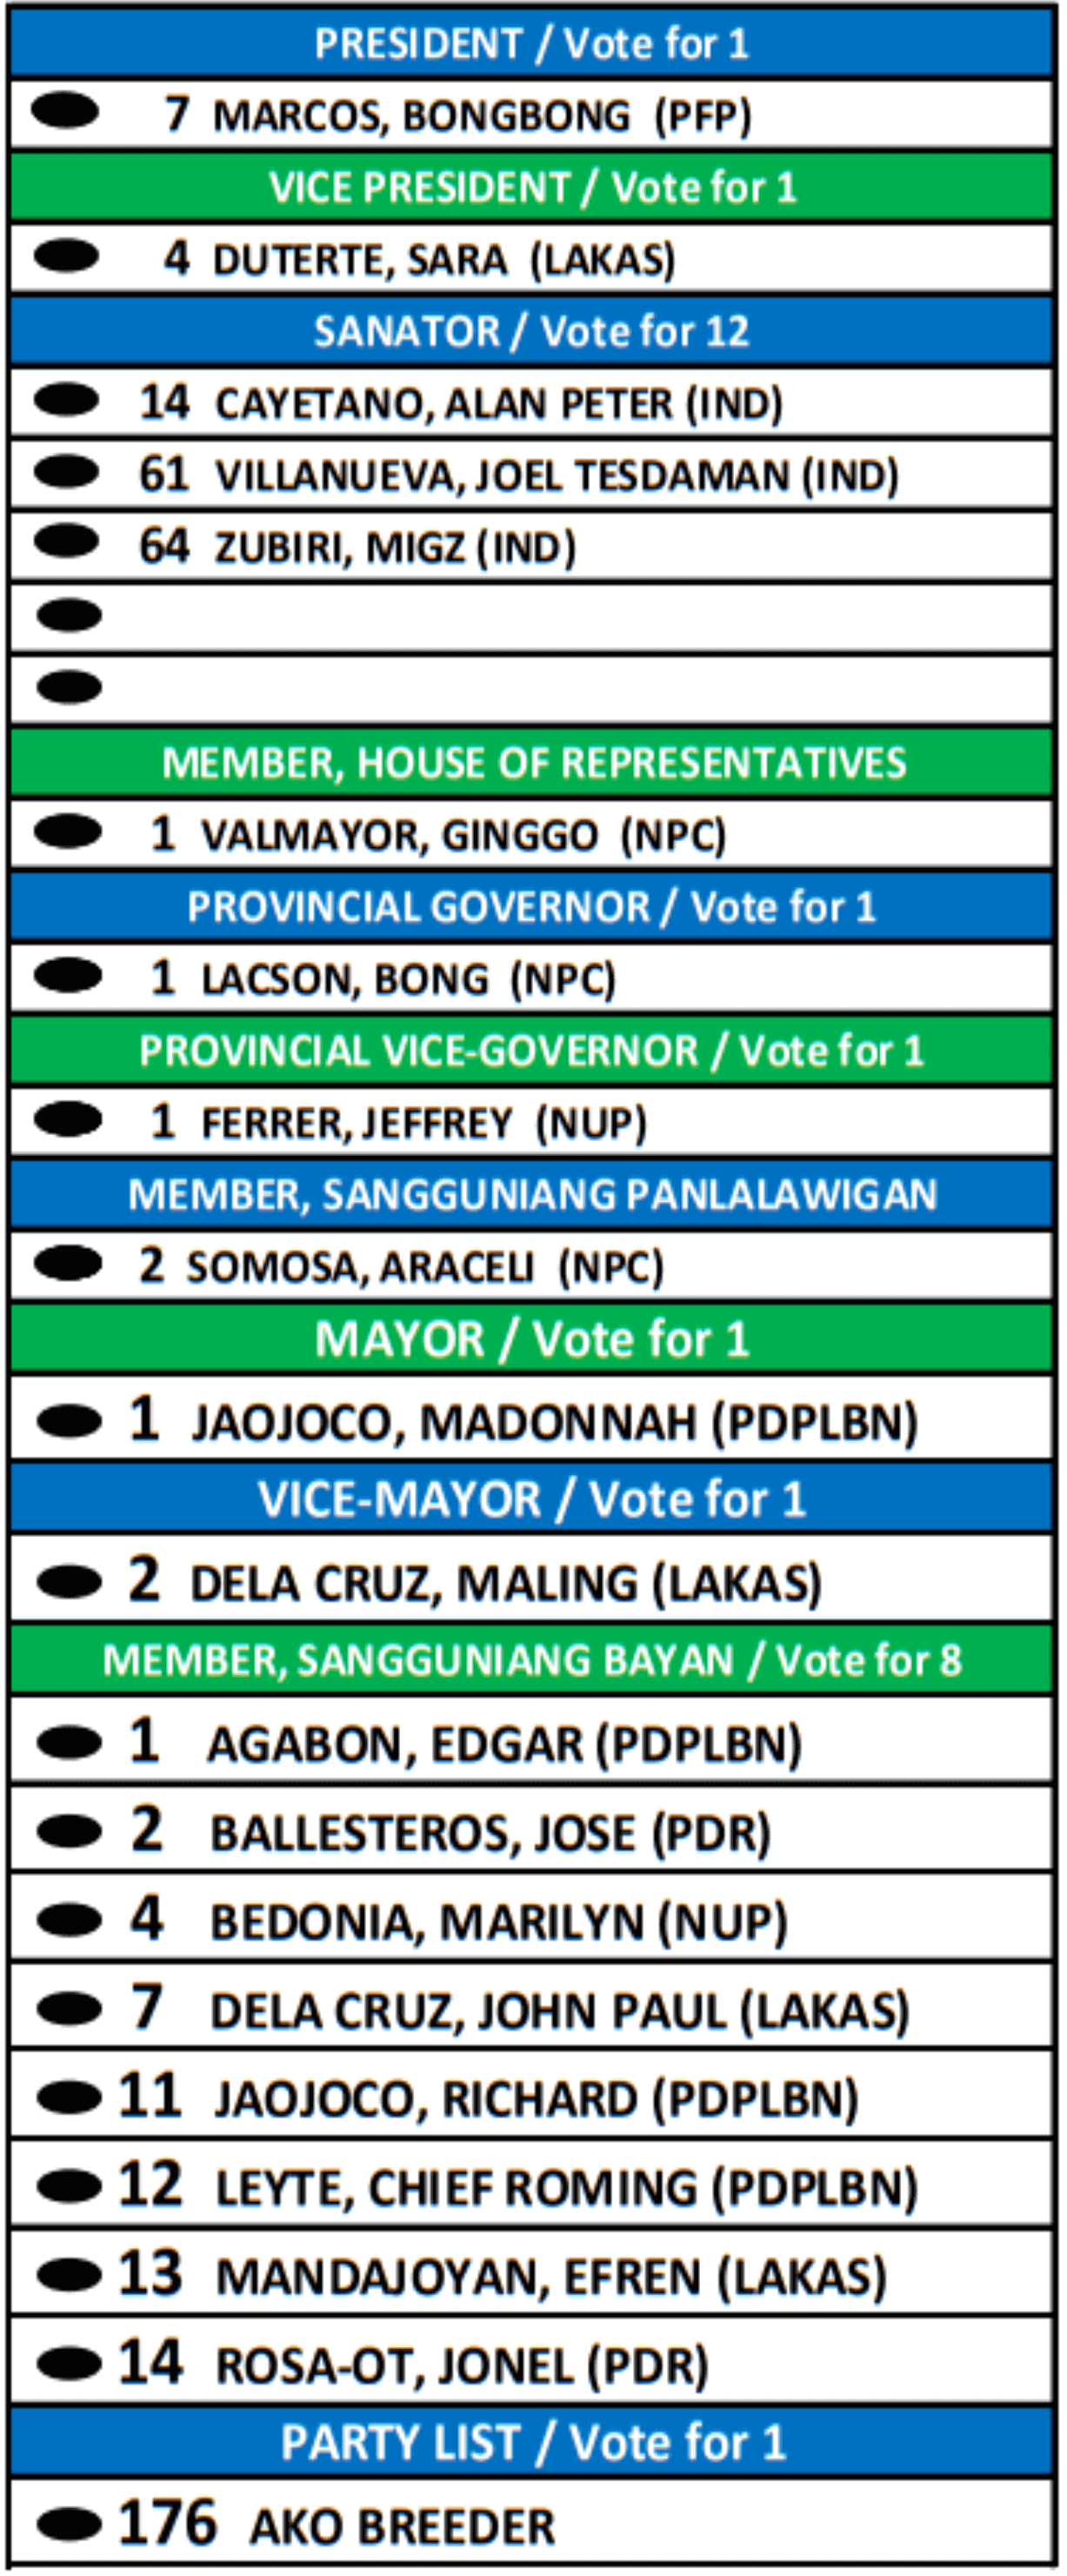 PRESIDENT / Vote for 1
7 MARCOS, BONGBONG (PFP)
VICE PRESIDENT / Vote for 1
4 DUTERTE, SARA (LAKAS)
SANATOR / Vote for 12
14 CAYETANO, ALAN PETER (IND)
61 VILLANUEVA, JOEL TESDAMAN (IND)
64 ZUBIRI, MIGZ (IND)
MEMBER, HOUSE OF REPRESENTATIVES
1 VALMAYOR, GINGGO (NPC)
PROVINCIAL GOVERNOR / Vote for 1
1 LACSON, BONG (NPC)
PROVINCIAL VICE-GOVERNOR / Vote for 1
1 FERRER, JEFFREY (NUP)
MEMBER, SANGGUNIANG PANLALAWIGAN
2 SOMOSA, ARACELI (NPC)
MAYOR / Vote for 1
1 JAOJOCO, MADONNAH (PDPLBN)
VICE-MAYOR / Vote for 1
2 DELA CRUZ, MALING (LAKAS)
MEMBER, SANGGUNIANG BAYAN / Vote for 8
1 AGABON, EDGAR (PDPLBN)
2 BALLESTEROS, JOSE (PDR)
4 BEDONIA, MARILYN (NUP)
7 DELA CRUZ, JOHN PAUL (LAKAS)
11 JAOJOCO, RICHARD (PDPLBN)
12 LEYTE, CHIEF ROMING (PDPLBN)
13 MANDAJOYAN, EFREN (LAKAS)
14 ROSA-OT, JONEL (PDR)
PARTY LIST / Vote for 1
176 AKO BREEDER